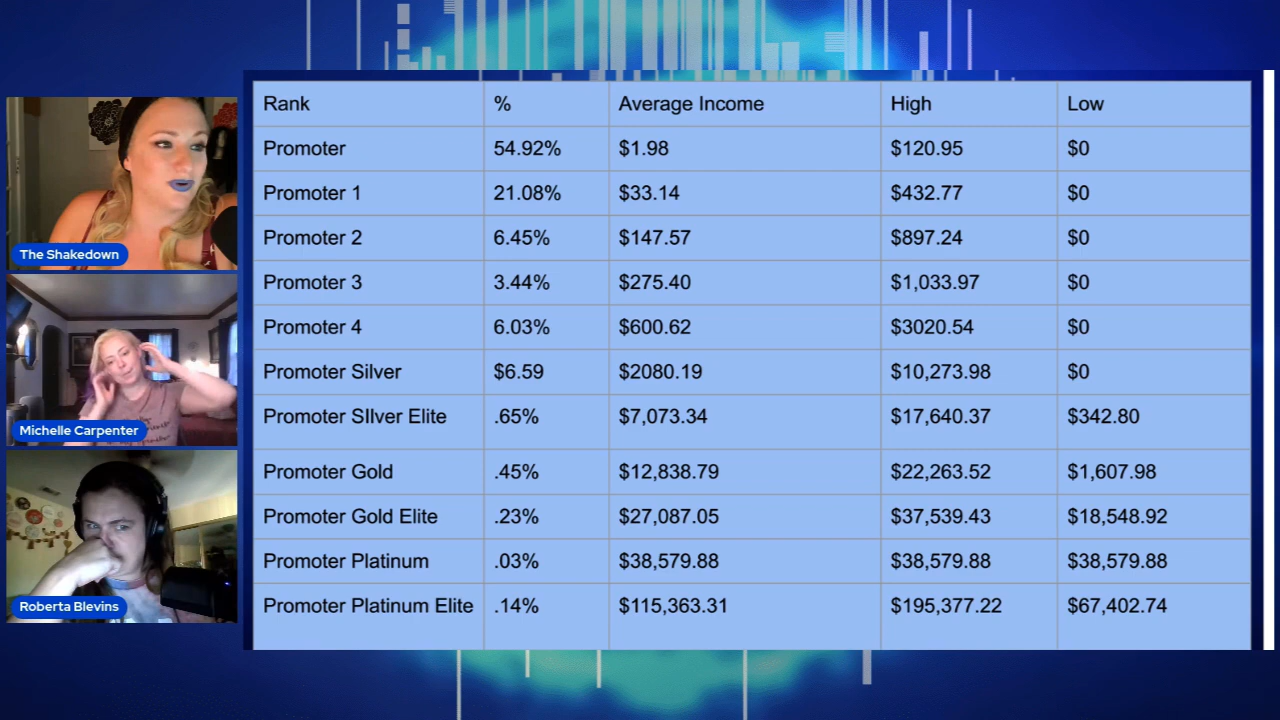 Rank % Average Income High Low
Promoter 54.92% $1.98 $120.95 $0
Promoter 1 21.08% $33.14 $432.77 $0
Promoter 2 6.45% $147.57 $897.24 $0
Promoter 3 3.44% $275.40 $1,033.97 $0
Promoter 4 6.03% $600.62 $3020.54 $0
Promoter Silver $6.59 $2080.19 $10,273.98 $0
Promoter SIlver Elite .65% $7,073.34 $17,640.37 $342.80
Promoter Gold .45% $12,838.79 $22,263.52 $1,607.98
Promoter Gold Elite .23% $27,087.05 $37,539.43 $18,548.92
Promoter Platinum .03% $38,579.88 $38,579.88 $38,579.88
Promoter Platinum Elite .14% $115,363.31 $195,377.22 $67,402.74
The Shakedown
Michelle Carpenter
Roberta Blevins